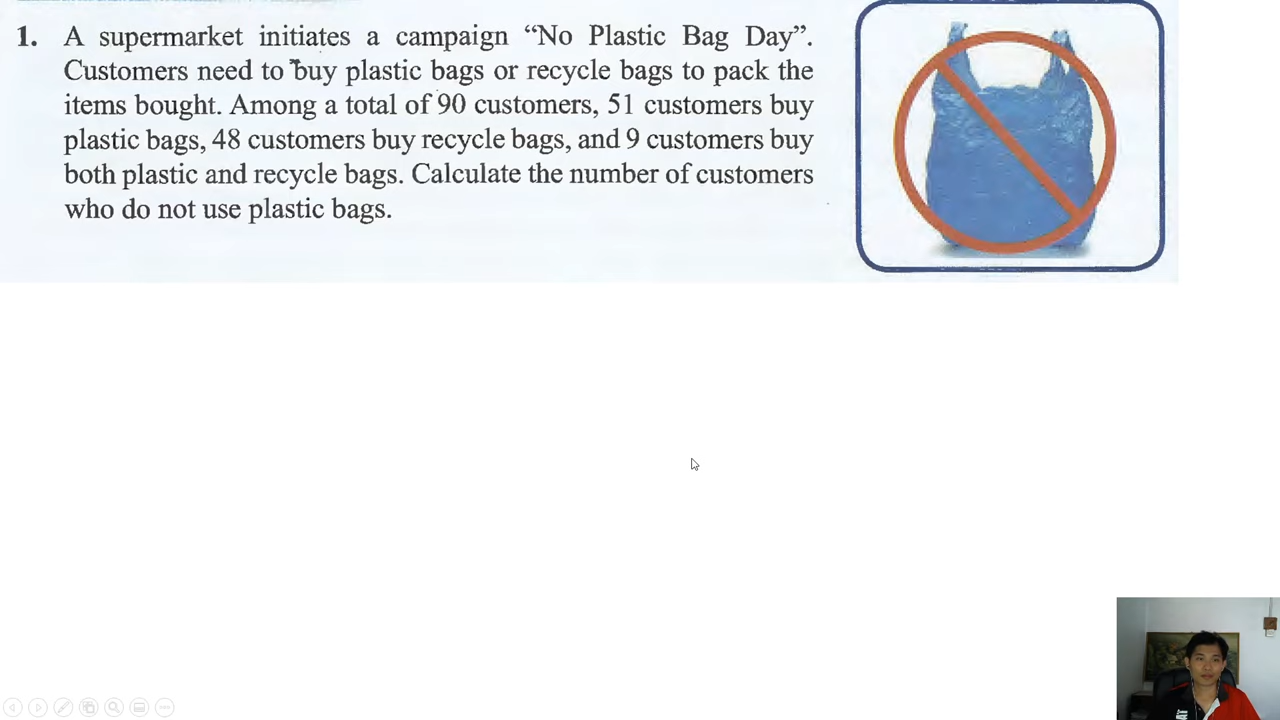 1. A supermarket initiates a campaign “No Plastic Bag Day”.
Customers need to buy plastic bags or recycle bags to pack the
items bought. Among a total of 90 customers, 51 customers buy
plastic bags, 48 customers buy recycle bags, and 9 customers buy
both plastic and recycle bags. Calculate the number of customers
who do not use plastic bags.